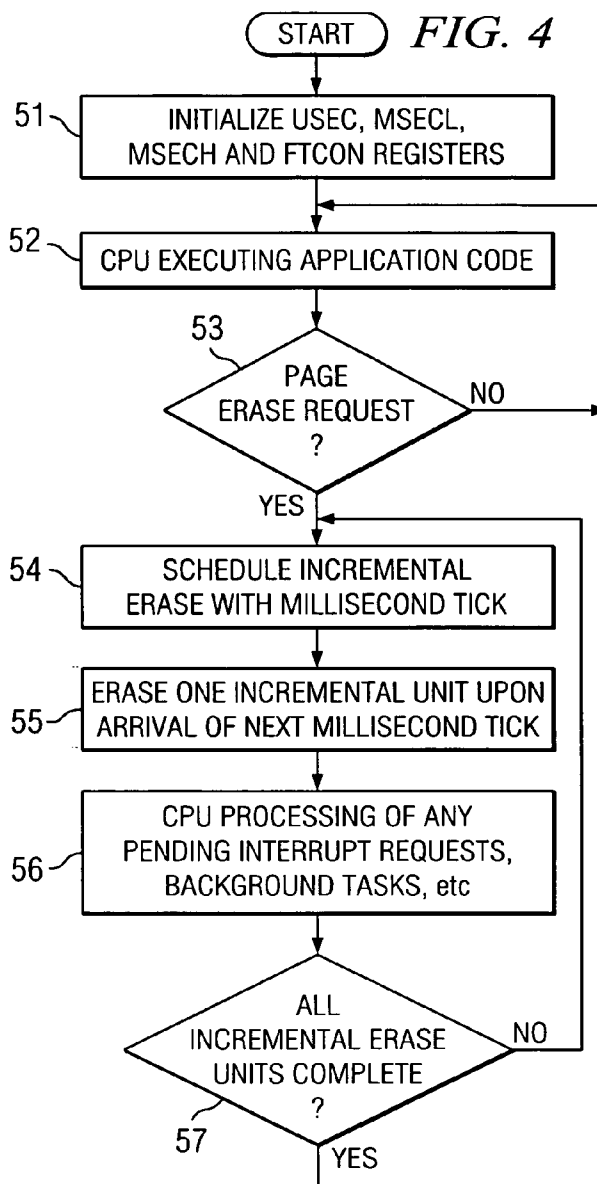 START
FIG. 4
51
INITIALIZE USEC, MSECL,
MSECH AND FTCON REGISTERS
52
CPU EXECUTING APPLICATION CODE
53
PAGE
ERASE REQUEST
?
NO
YES
54
SCHEDULE INCREMENTAL
ERASE WITH MILLISECOND TICK
55
ERASE ONE INCREMENTAL UNIT UPON
ARRIVAL OF NEXT MILLISECOND TICK
56
CPU PROCESSING OF ANY
PENDING INTERRUPT REQUESTS,
BACKGROUND TASKS, etc
ALL
INCREMENTAL ERASE
UNITS COMPLETE
?
NO
57
YES